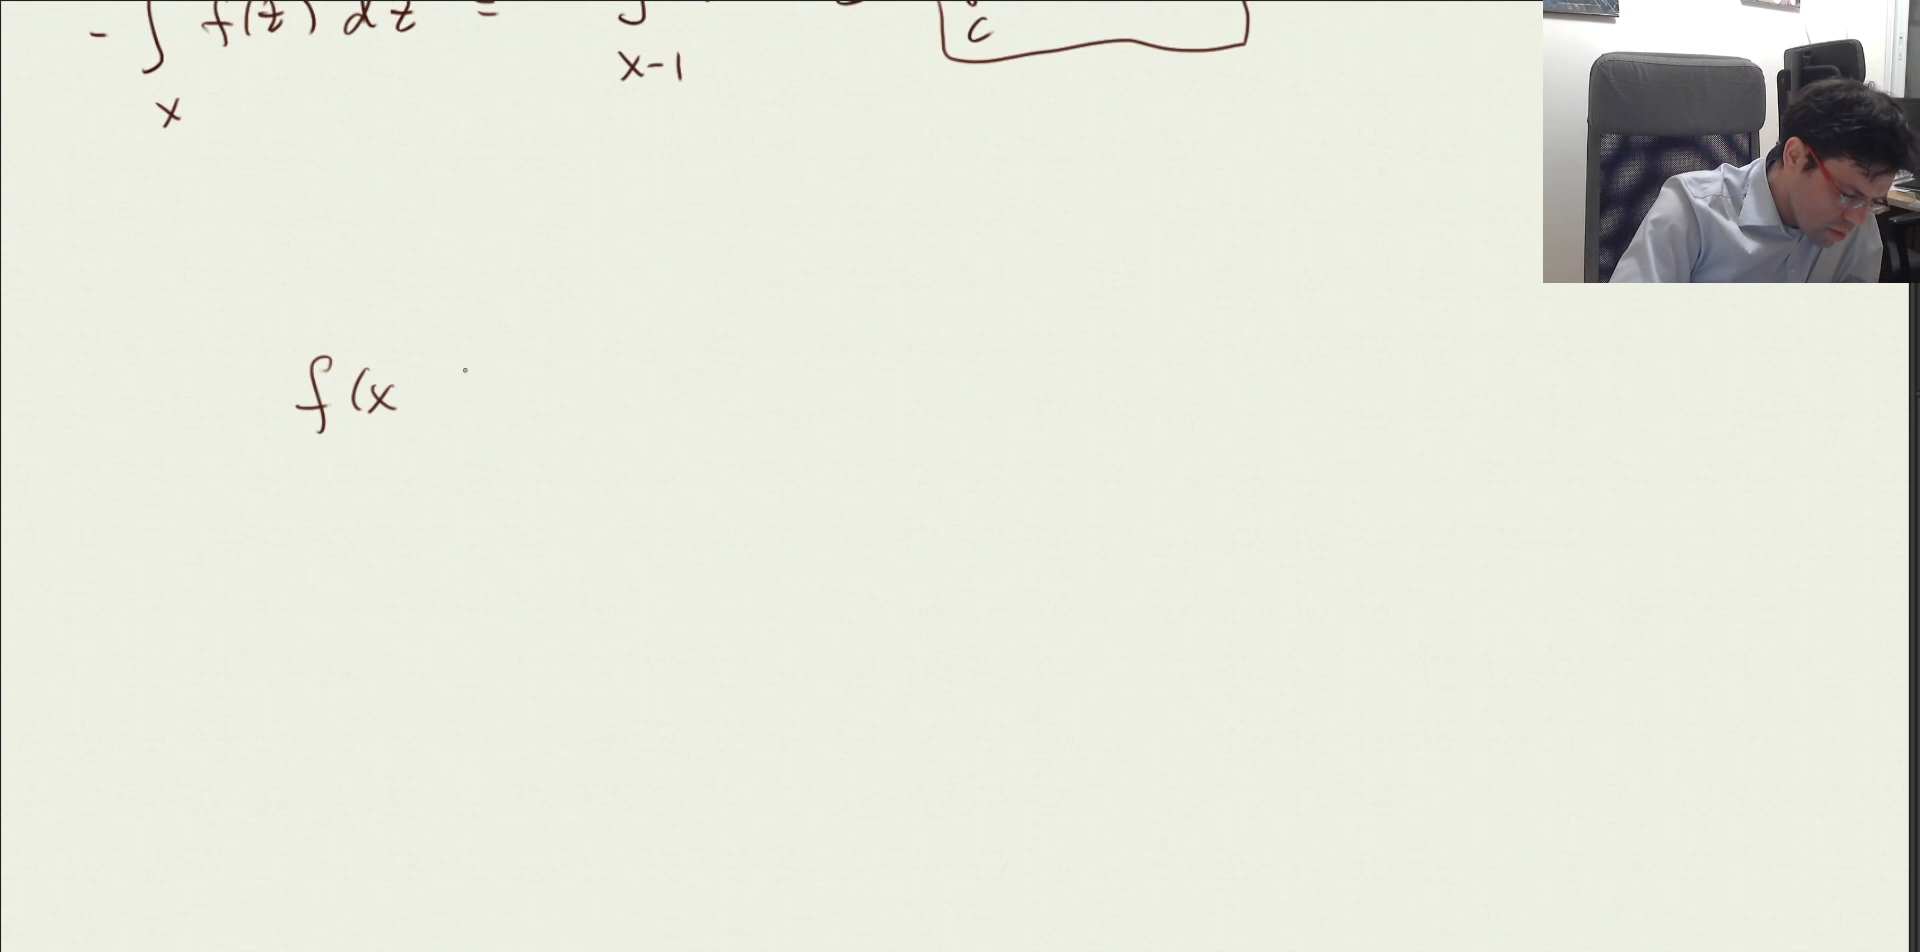 - ∫ f(t) dt =
x x-1 c
f(x